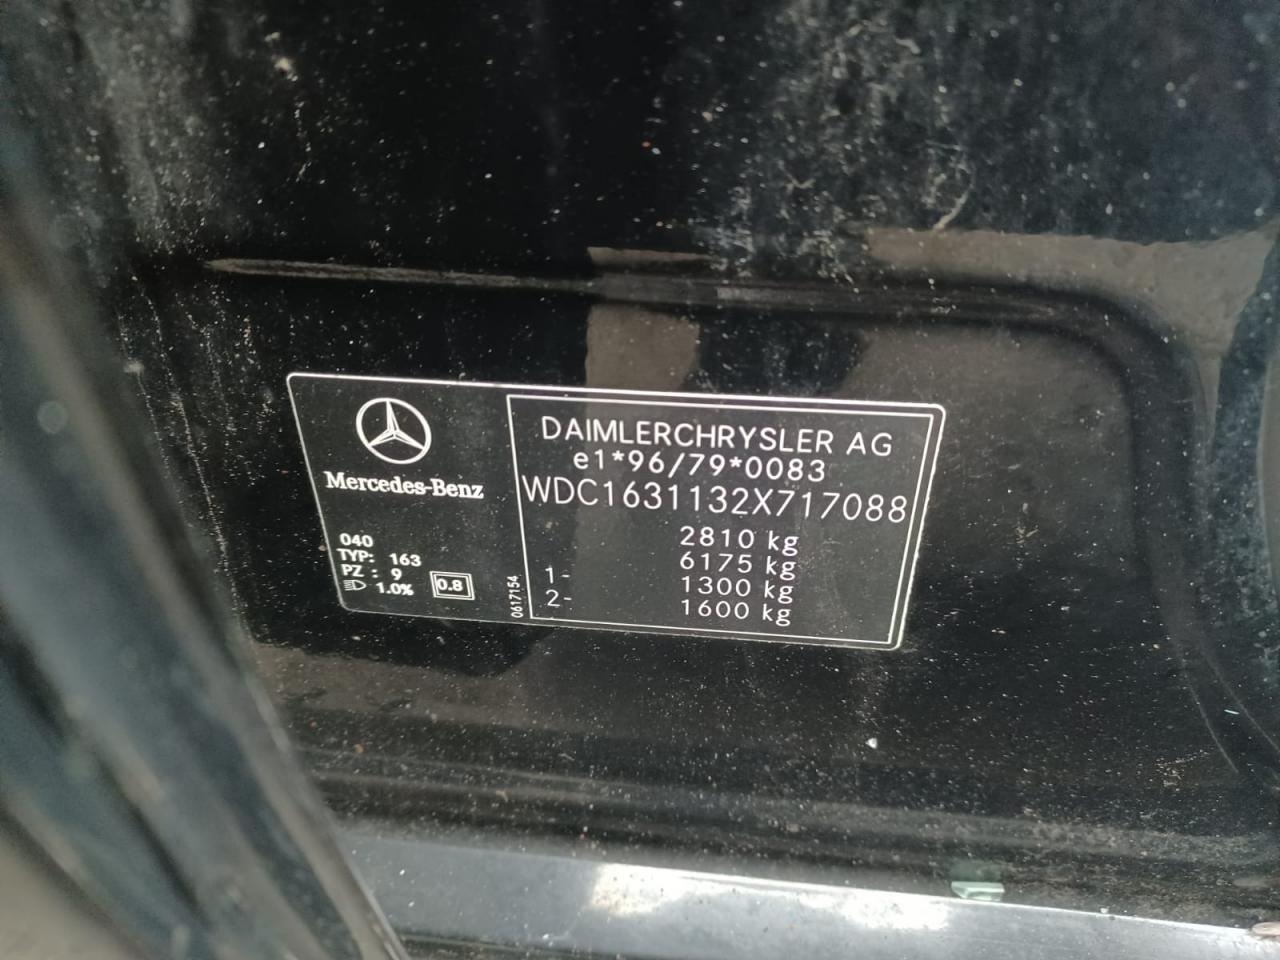 Mercedes-Benz
040
TYP: 163
PZ : 9
1.0%
0.8
0617154
DAIMLERCHRYSLER AG
e1*96/79*0083
WDC1631132X717088
2810 kg
6175 kg
1- 1300 kg
2- 1600 kg